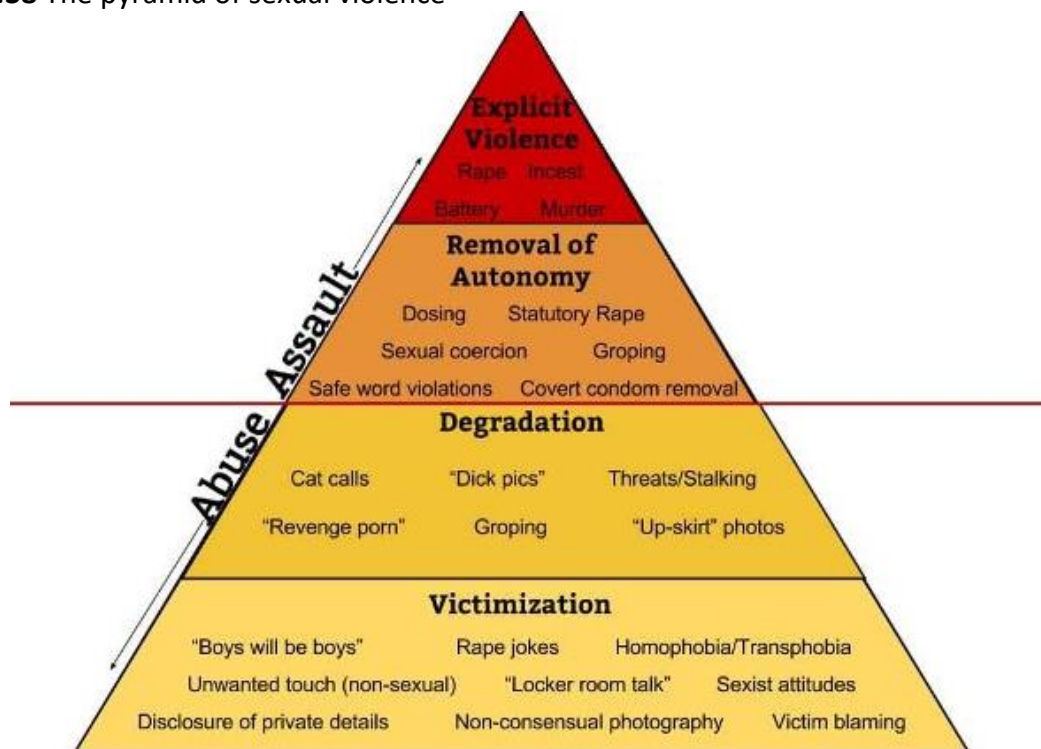 The pyramid of sexual violence
Explicit
Violence
Rape Incest
Battery Murder
Removal of
Autonomy
Dosing Statutory Rape
Sexual coercion Groping
Safe word violations Covert condom removal
Abuse Assault
Degradation
Cat calls "Dick pics" Threats/Stalking
"Revenge porn" Groping "Up-skirt" photos
Victimization
"Boys will be boys" Rape jokes Homophobia/Transphobia
Unwanted touch (non-sexual) "Locker room talk" Sexist attitudes
Disclosure of private details Non-consensual photography Victim blaming